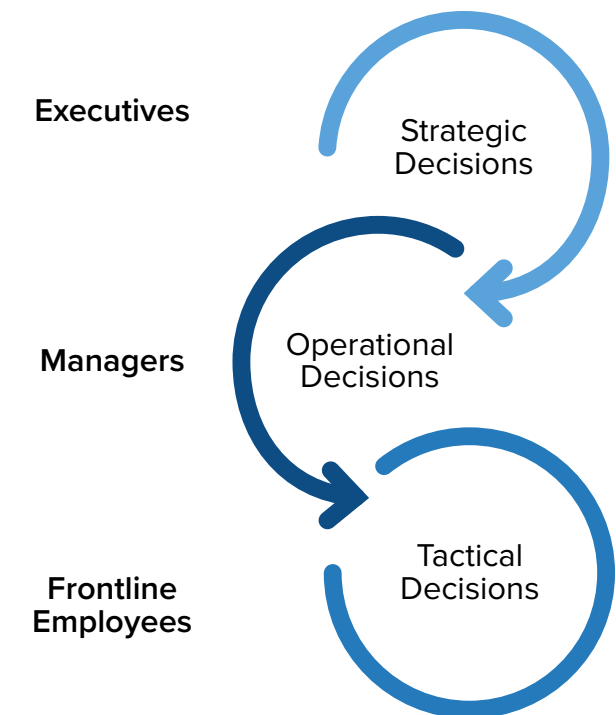 Executives
Strategic
Decisions
Managers
Operational
Decisions
Frontline
Employees
Tactical
Decisions